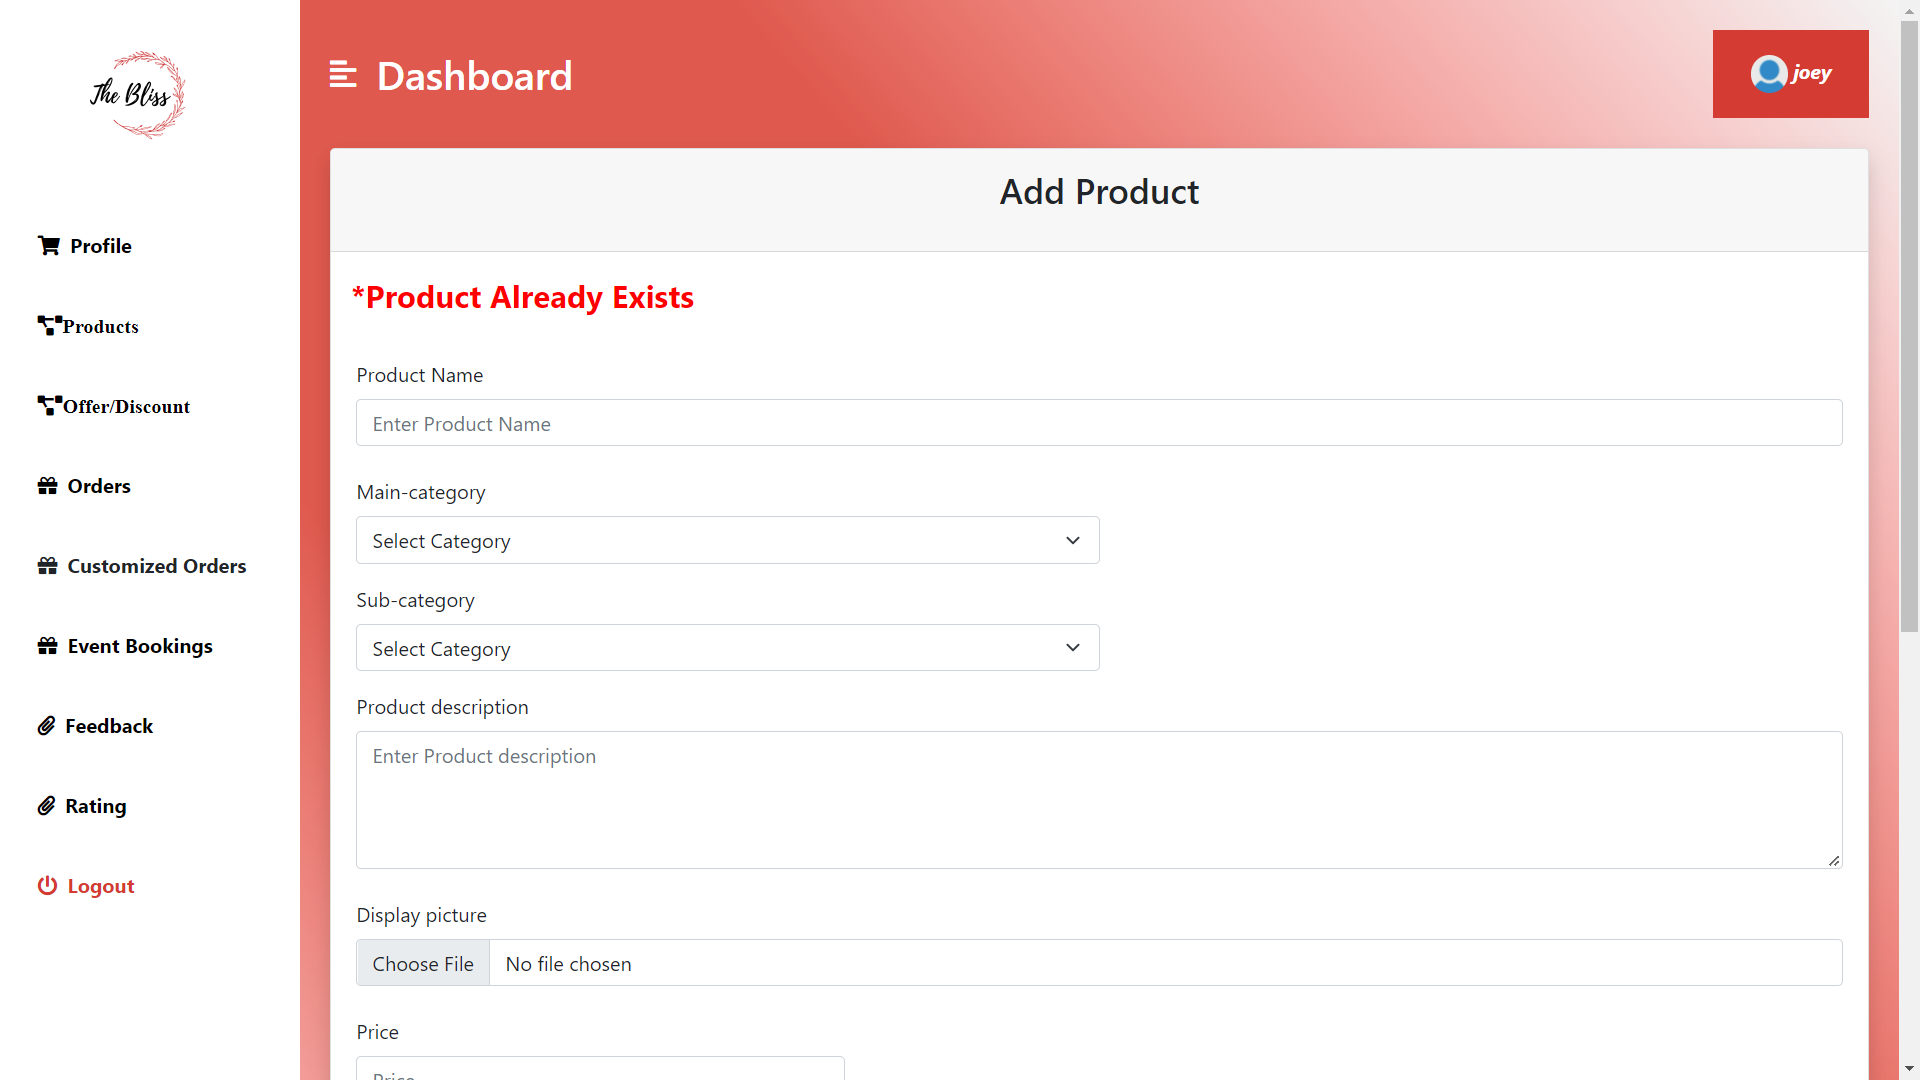 The Bliss
Profile
Products
Offer/Discount
Orders
Customized Orders
Event Bookings
Feedback
Rating
Logout
Dashboard
joey
Add Product
*Product Already Exists
Product Name
Enter Product Name
Main-category
Select Category
Sub-category
Select Category
Product description
Enter Product description
Display picture
Choose File No file chosen
Price
Price